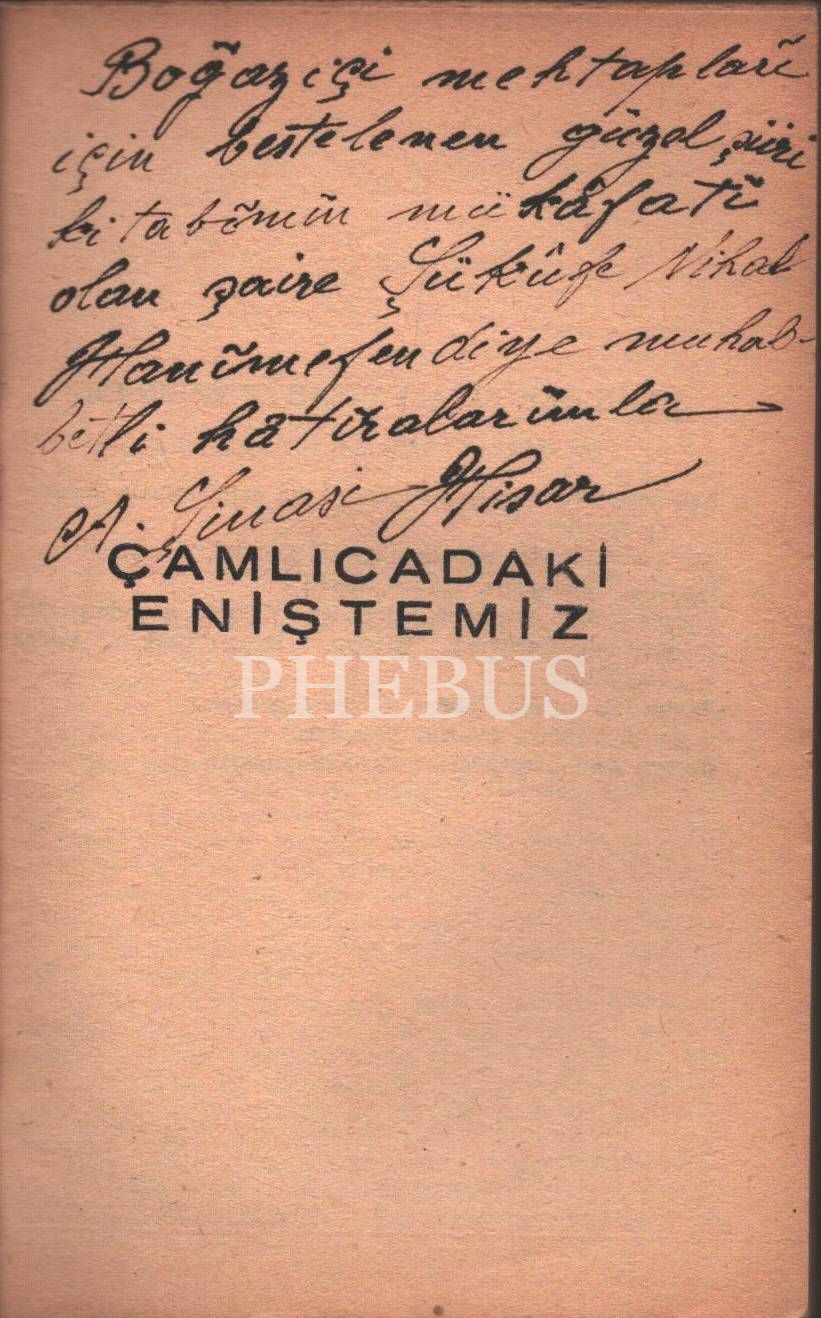 Boğaziçi mehtapları
için bestelenen güzel şiiri
kitabımın mükâfatı
olan şaire Şükûfe Nihal
Hanımefendiye muhab-
betli hâtıralarımla
A. Şinasi Hisar
ÇAMLICADAKİ
ENİŞTEMİZ
PHEBUS